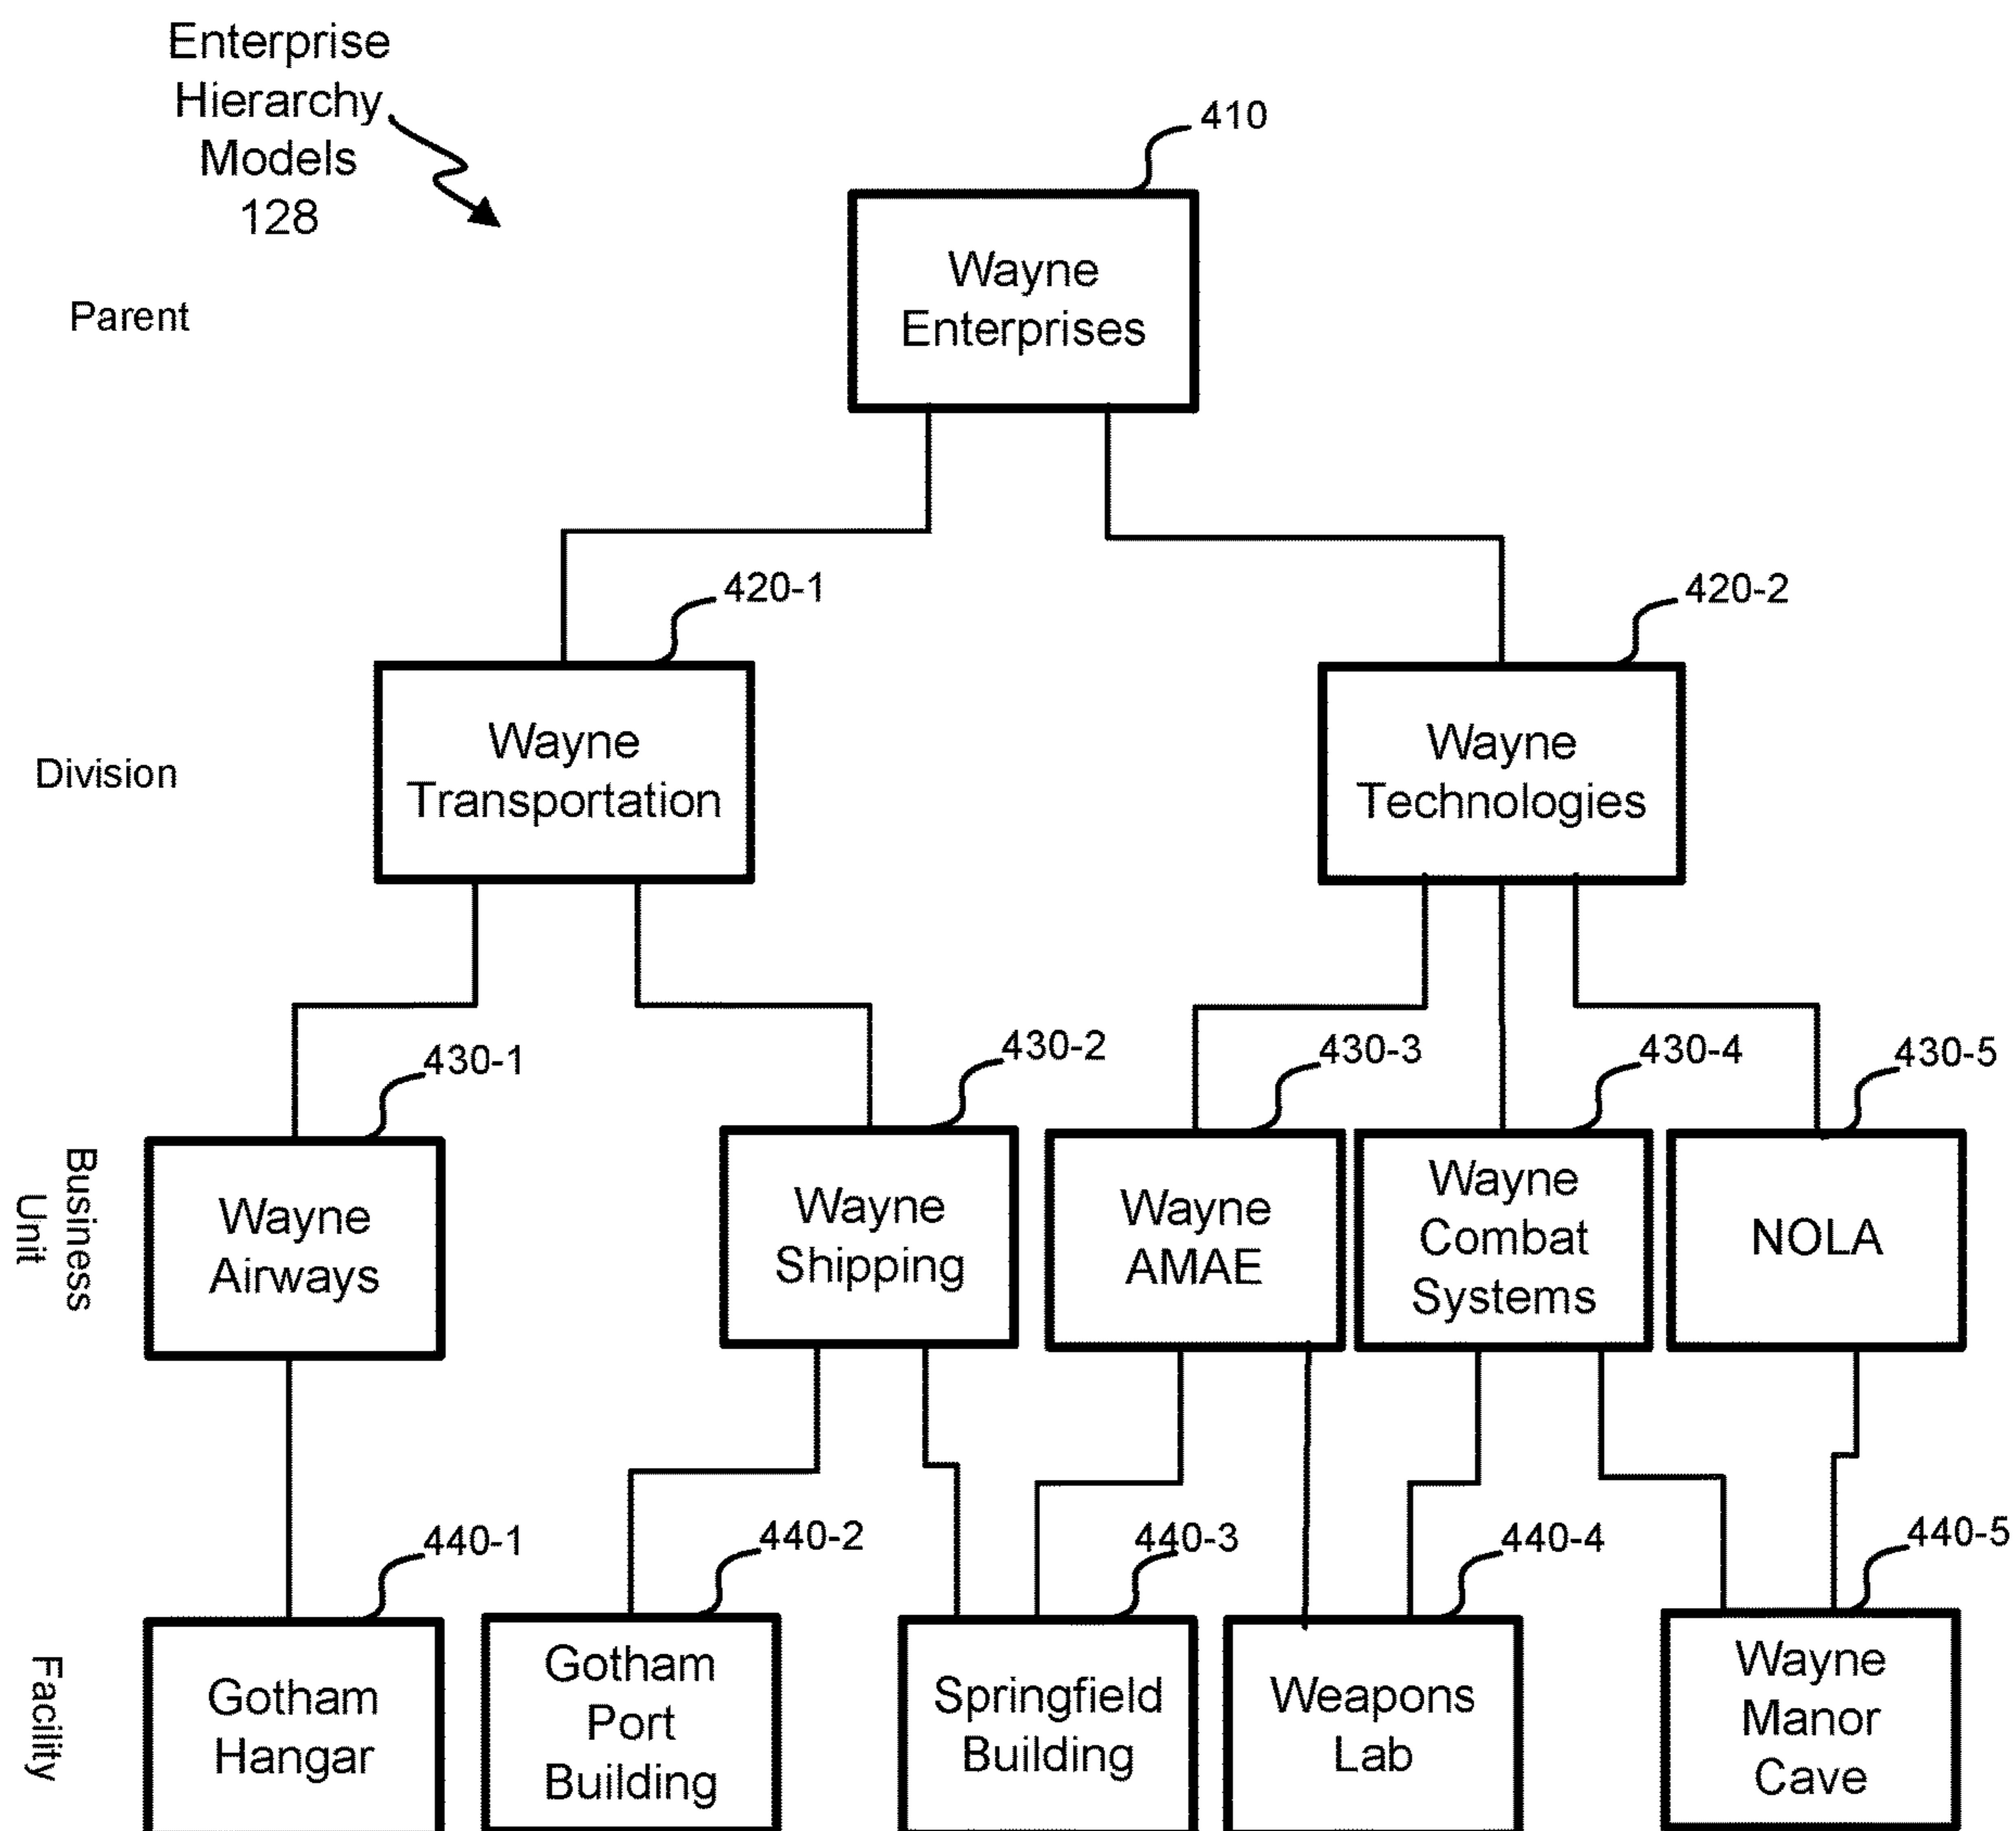 Enterprise
Hierarchy
Models
128
410
Parent
Wayne
Enterprises
420-1
420-2
Division
Wayne
Transportation
Wayne
Technologies
430-1
430-2
430-3
430-4
430-5
Business
Unit
Wayne
Airways
Wayne
Shipping
Wayne
AMAE
Wayne
Combat
Systems
NOLA
440-1
440-2
440-3
440-4
440-5
Facility
Gotham
Hangar
Gotham
Port
Building
Springfield
Building
Weapons
Lab
Wayne
Manor
Cave